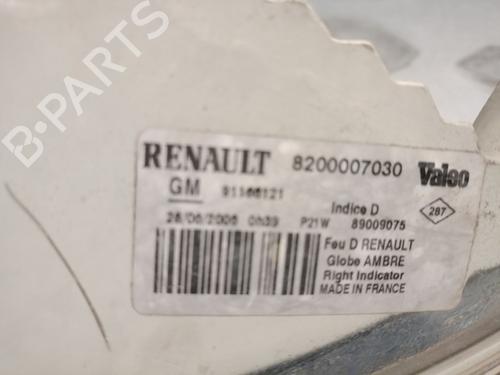 B-PARTS
RENAULT 8200007030 Valeo
GM 91166121
Indice D 287
28/06/2006 0639 P21W 89009075
Feu D RENAULT
Globe AMBRE
Right Indicator
MADE IN FRANCE